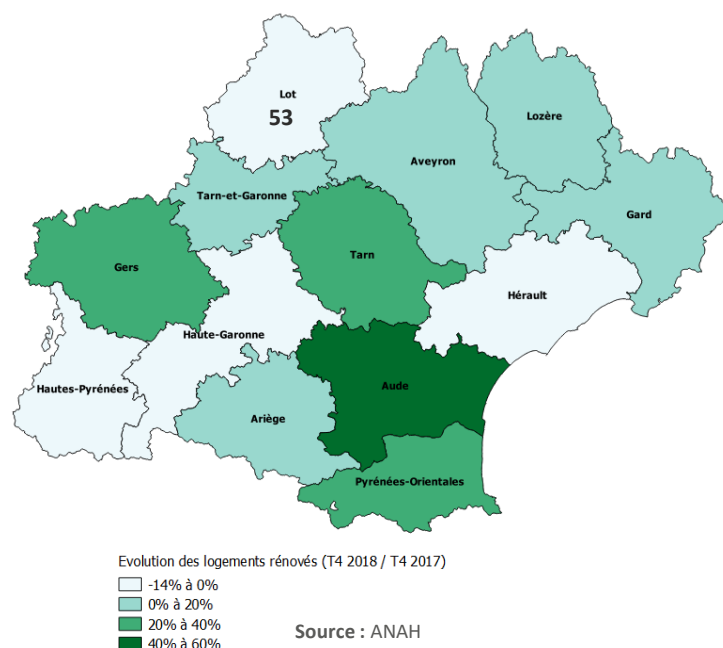 Lot
53
Lozère
Aveyron
Tarn-et-Garonne
Gard
Tarn
Gers
Hérault
Haute-Garonne
Hautes-Pyrénées
Aude
Ariège
Pyrénées-Orientales
Evolution des logements rénovés (T4 2018 / T4 2017)
-14% à 0%
0% à 20%
20% à 40%
40% à 60%
Source : ANAH